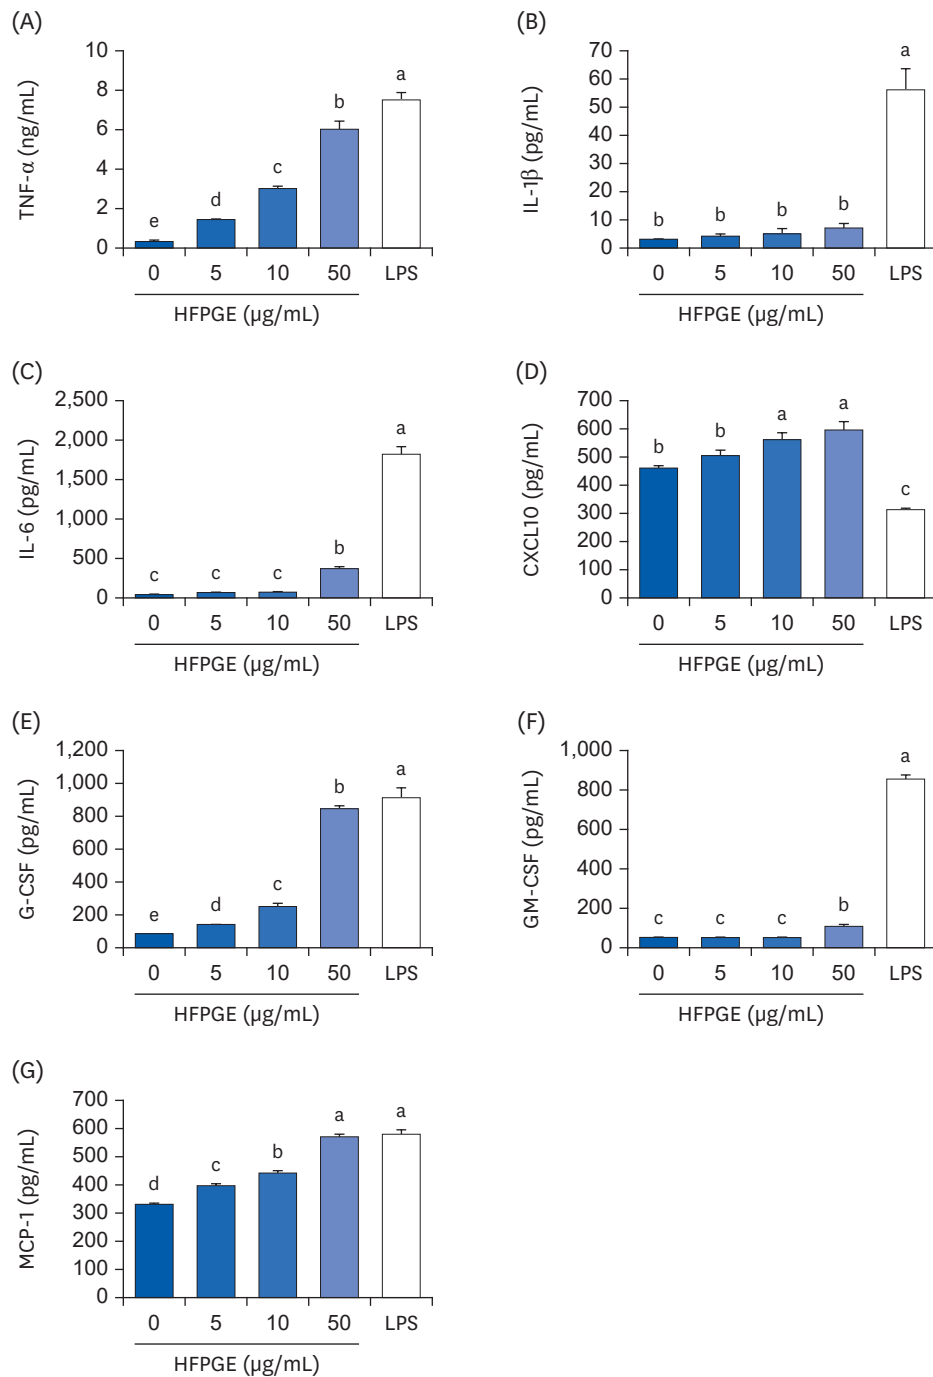 (A)
TNF-α (ng/mL)
10
8
6
4
2
0
e
d
c
b
a
0 5 10 50 LPS
HFPGE (µg/mL)
(B)
IL-1β (pg/mL)
70
60
50
40
30
20
10
0
b
b
b
b
a
0 5 10 50 LPS
HFPGE (µg/mL)
(C)
IL-6 (pg/mL)
2,500
2,000
1,500
1,000
500
0
c
c
c
b
a
0 5 10 50 LPS
HFPGE (µg/mL)
(D)
CXCL10 (pg/mL)
700
600
500
400
300
200
100
0
b
b
a
a
c
0 5 10 50 LPS
HFPGE (µg/mL)
(E)
G-CSF (pg/mL)
1,200
1,000
800
600
400
200
0
e
d
c
b
a
0 5 10 50 LPS
HFPGE (µg/mL)
(F)
GM-CSF (pg/mL)
1,000
800
600
400
200
0
c
c
c
b
a
0 5 10 50 LPS
HFPGE (µg/mL)
(G)
MCP-1 (pg/mL)
700
600
500
400
300
200
100
0
d
c
b
a
a
0 5 10 50 LPS
HFPGE (µg/mL)